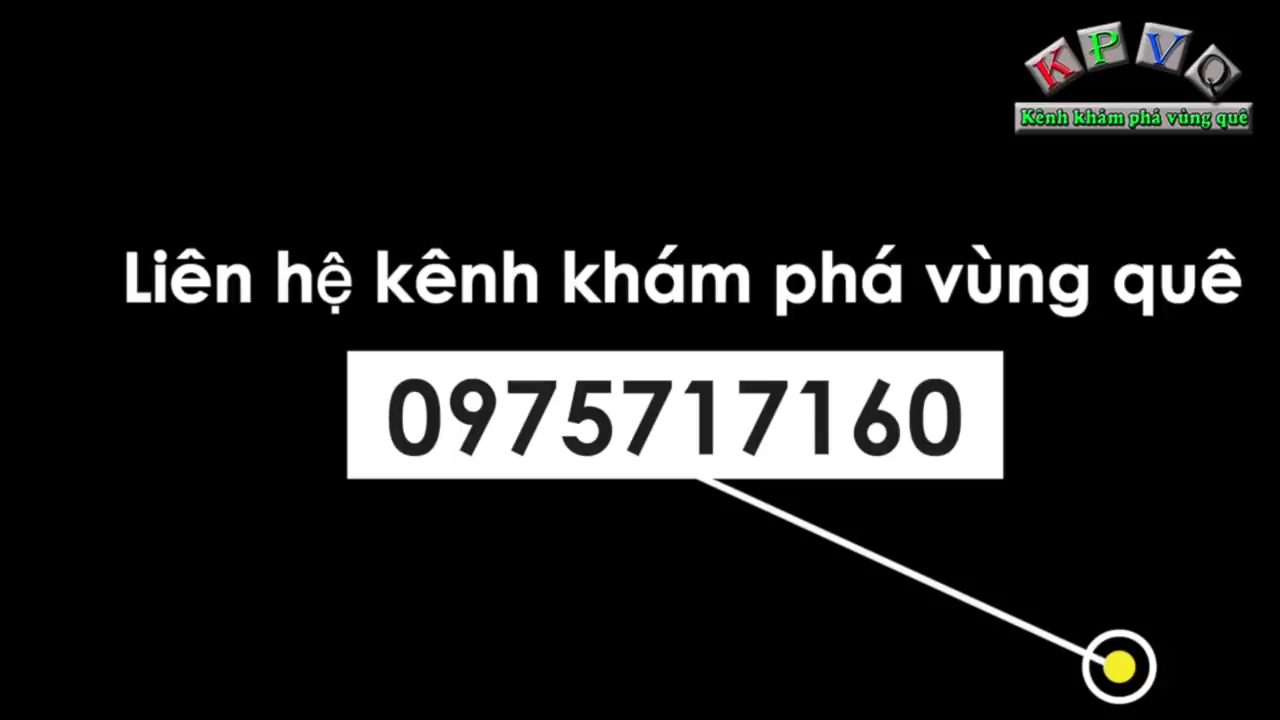 KPVQ
Kênh khám phá vùng quê
Liên hệ kênh khám phá vùng quê
0975717160